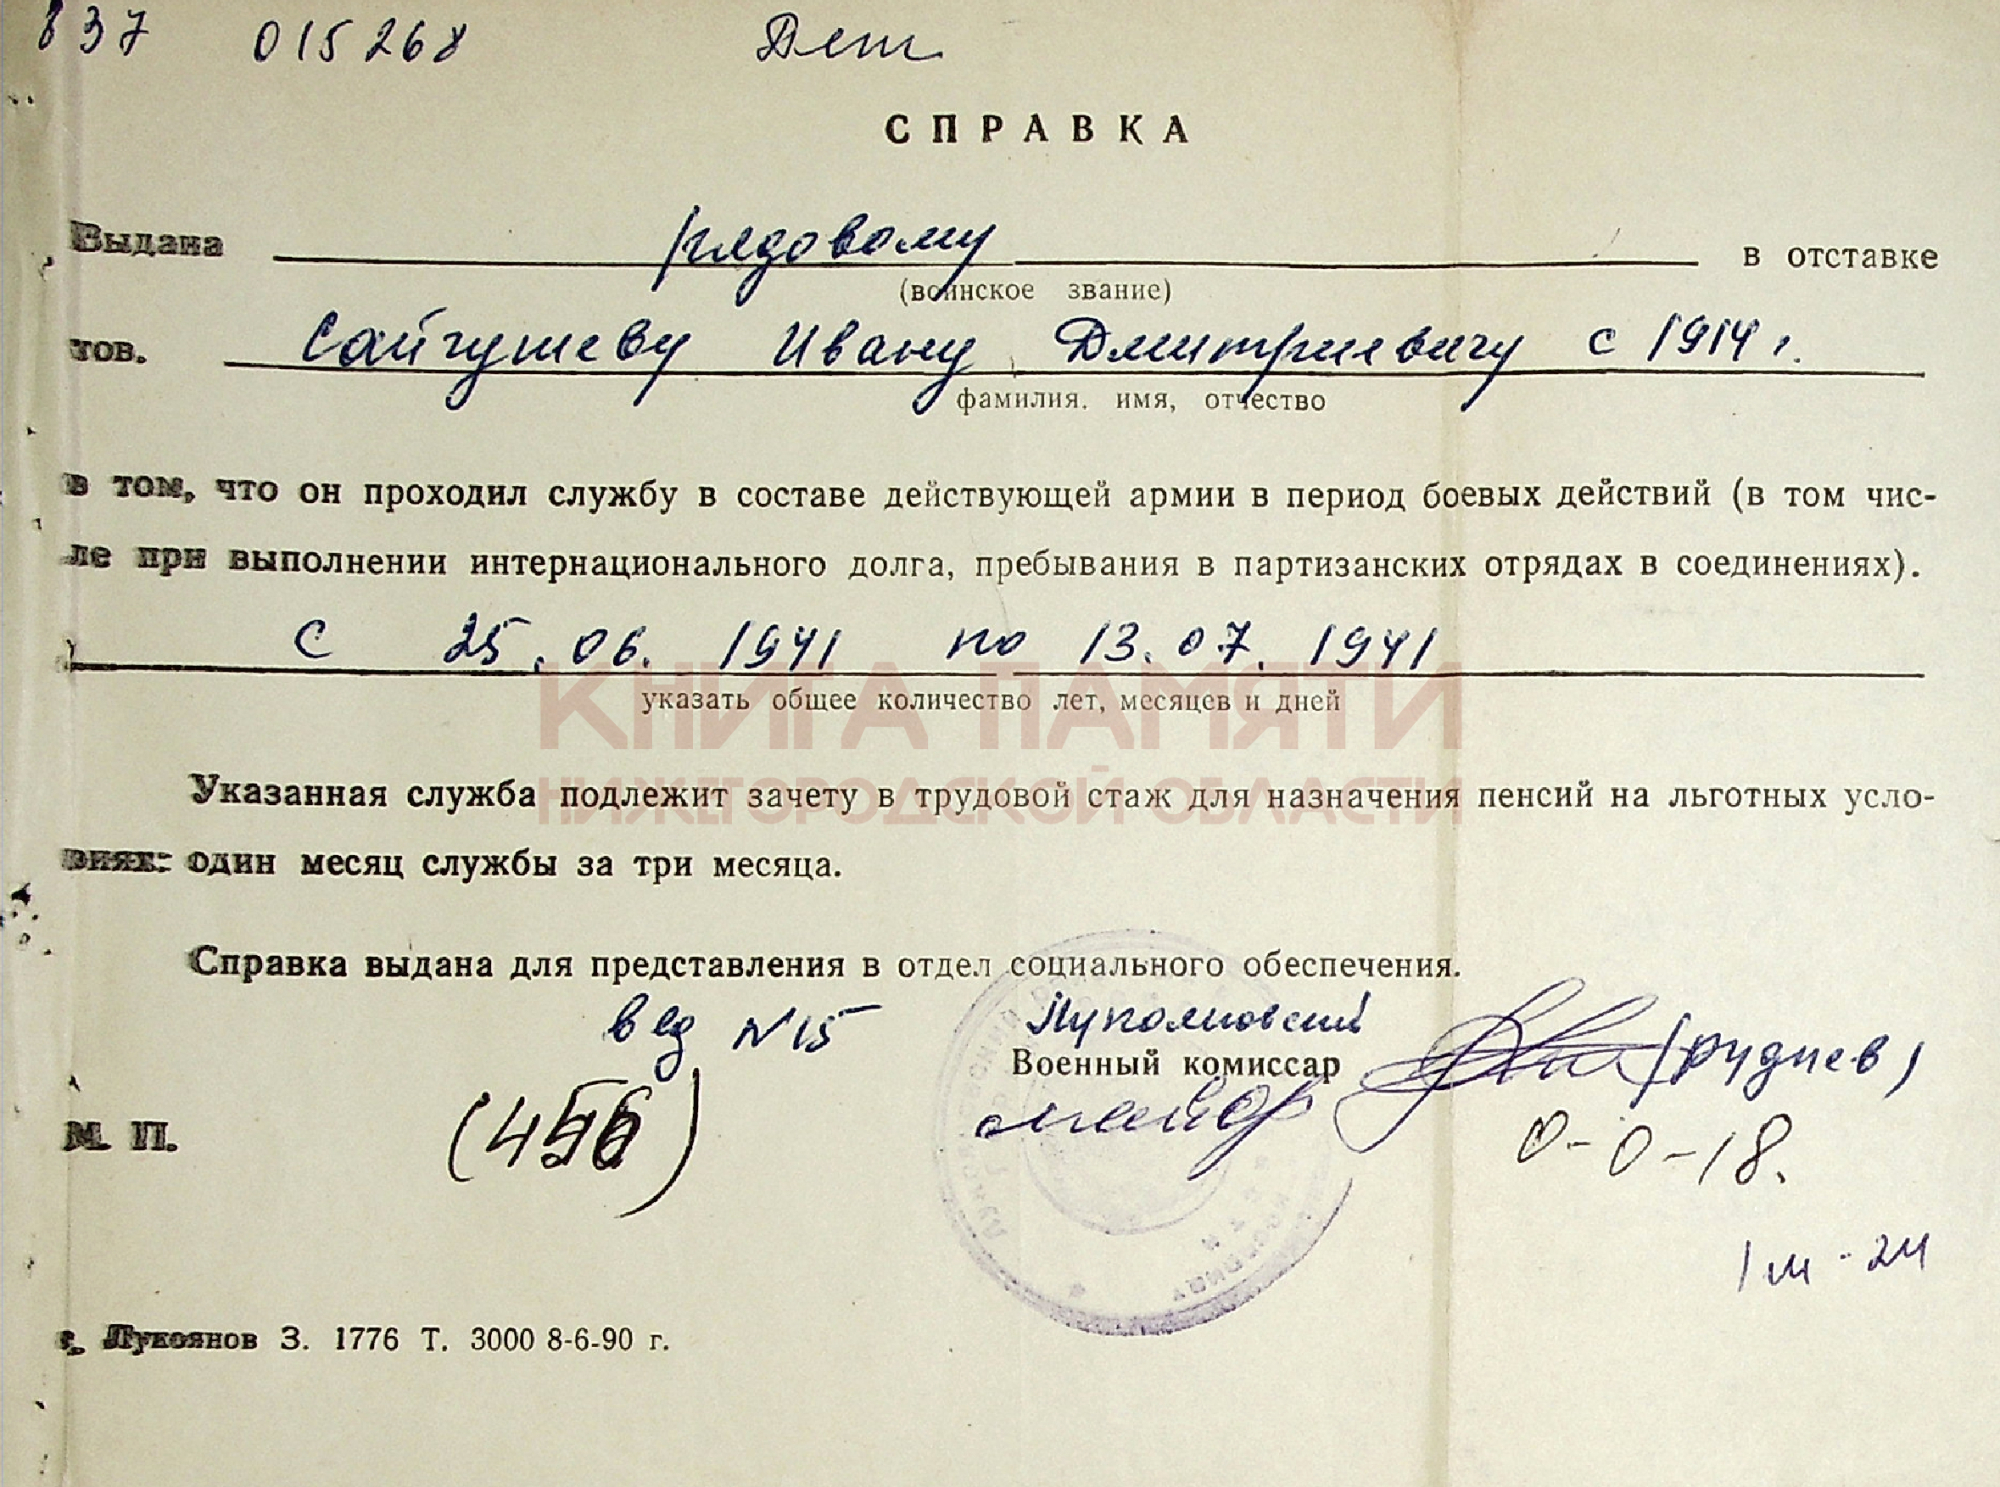 837 015268 Дет
СПРАВКА
Выдана рядовому в отставке
(воинское звание)
тов. Сайгушеву Ивану Дмитриевичу с 1914 г.
фамилия. имя, отчество
в том, что он проходил службу в составе действующей армии в период боевых действий (в том чис-
ле при выполнении интернационального долга, пребывания в партизанских отрядах в соединениях).
с 25.06.1941 по 13.07.1941
указать общее количество лет, месяцев и дней
КНИГА ПАМЯТИ
НИЖЕГОРОДСКОЙ ОБЛАСТИ
Указанная служба подлежит зачету в трудовой стаж для назначения пенсий на льготных усло-
виях: один месяц службы за три месяца.
Справка выдана для представления в отдел социального обеспечения.
вед N15
Военный комиссар (Руднев)
майор
М. П.
0-0-18.
1м-24
г. Лукоянов З. 1776 Т. 3000 8-6-90 г.